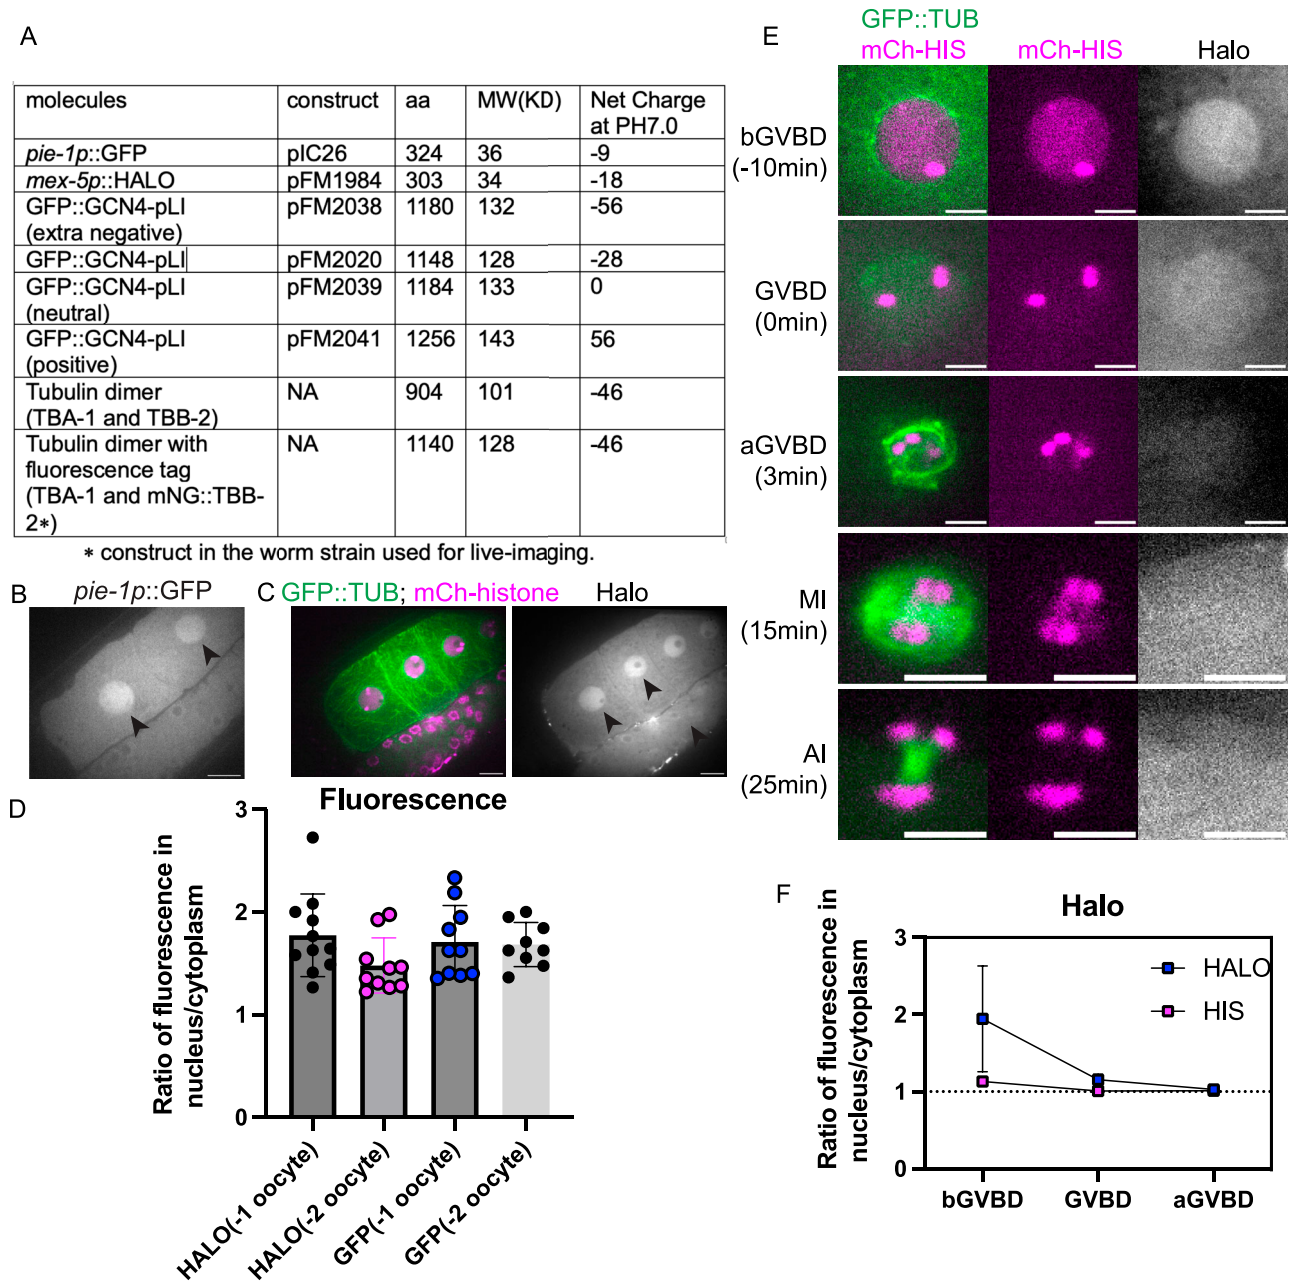 A
molecules construct aa MW(KD) Net Charge
at PH7.0
pie-1p::GFP pIC26 324 36 -9
mex-5p::HALO pFM1984 303 34 -18
GFP::GCN4-pLI pFM2038 1180 132 -56
(extra negative)
GFP::GCN4-pLI pFM2020 1148 128 -28
GFP::GCN4-pLI pFM2039 1184 133 0
(neutral)
GFP::GCN4-pLI pFM2041 1256 143 56
(positive)
Tubulin dimer NA 904 101 -46
(TBA-1 and TBB-2)
Tubulin dimer with NA 1140 128 -46
fluorescence tag
(TBA-1 and mNG::TBB-
2*)
* construct in the worm strain used for live-imaging.
B pie-1p::GFP
C GFP::TUB; mCh-histone Halo
D
Fluorescence
Ratio of fluorescence in
nucleus/cytoplasm
3
2
1
0
HALO(-1 oocyte)
HALO(-2 oocyte)
GFP(-1 oocyte)
GFP(-2 oocyte)
E
GFP::TUB
mCh-HIS mCh-HIS Halo
bGVBD
(-10min)
GVBD
(0min)
aGVBD
(3min)
MI
(15min)
AI
(25min)
F
Halo
Ratio of fluorescence in
nucleus/cytoplasm
3
2
1
0
HALO
HIS
bGVBD GVBD aGVBD